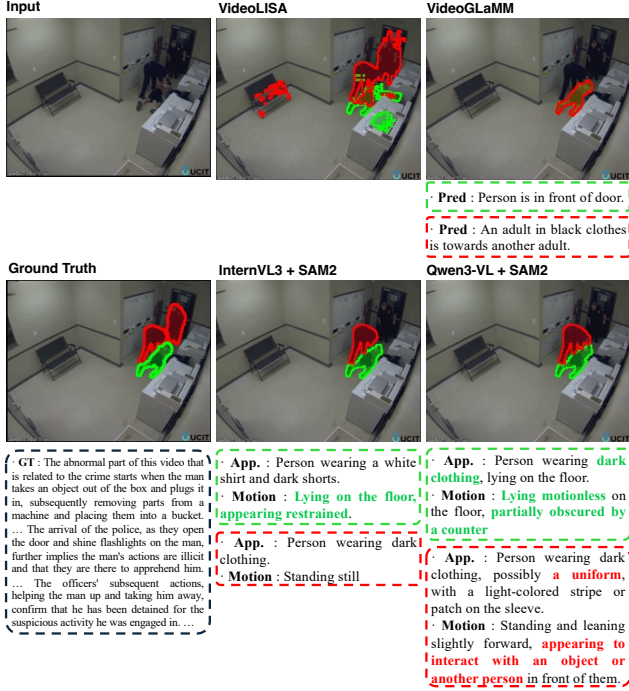 Input
VideoLISA
VideoGLaMM
UCIT
UCIT
UCIT
· Pred : Person is in front of door.
· Pred : An adult in black clothes
is towards another adult.
Ground Truth
InternVL3 + SAM2
Qwen3-VL + SAM2
UCIT
UCIT
UCIT
· GT : The abnormal part of this video that
is related to the crime starts when the man
takes an object out of the box and plugs it
in, subsequently removing parts from a
machine and placing them into a bucket.
… The arrival of the police, as they open
the door and shine flashlights on the man,
further implies the man's actions are illicit
and that they are there to apprehend him.
… The officers' subsequent actions,
helping the man up and taking him away,
confirm that he has been detained for the
suspicious activity he was engaged in. …
· App. : Person wearing a white
shirt and dark shorts.
· Motion : Lying on the floor,
appearing restrained.
· App. : Person wearing dark
clothing.
· Motion : Standing still
· App. : Person wearing dark
clothing, lying on the floor.
· Motion : Lying motionless on
the floor, partially obscured by
a counter
· App. : Person wearing dark
clothing, possibly a uniform,
with a light-colored stripe or
patch on the sleeve.
· Motion : Standing and leaning
slightly forward, appearing to
interact with an object or
another person in front of them.